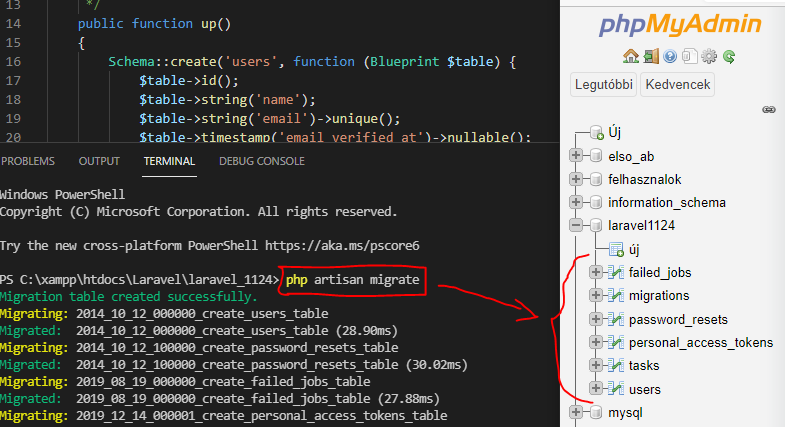 13 */
14 public function up()
15 {
16 Schema::create('users', function (Blueprint $table) {
17 $table->id();
18 $table->string('name');
19 $table->string('email')->unique();
20 $table->timestamp('email_verified_at')->nullable();
PROBLEMS OUTPUT TERMINAL DEBUG CONSOLE
Windows PowerShell
Copyright (C) Microsoft Corporation. All rights reserved.
Try the new cross-platform PowerShell https://aka.ms/pscore6
PS C:\xampp\htdocs\Laravel\laravel_1124> php artisan migrate
Migration table created successfully.
Migrating: 2014_10_12_000000_create_users_table
Migrated: 2014_10_12_000000_create_users_table (28.90ms)
Migrating: 2014_10_12_100000_create_password_resets_table
Migrated: 2014_10_12_100000_create_password_resets_table (30.02ms)
Migrating: 2019_08_19_000000_create_failed_jobs_table
Migrated: 2019_08_19_000000_create_failed_jobs_table (27.88ms)
Migrating: 2019_12_14_000001_create_personal_access_tokens_table
phpMyAdmin
Legutóbbi Kedvencek
Új
elso_ab
felhasznalok
information_schema
laravel1124
új
failed_jobs
migrations
password_resets
personal_access_tokens
tasks
users
mysql